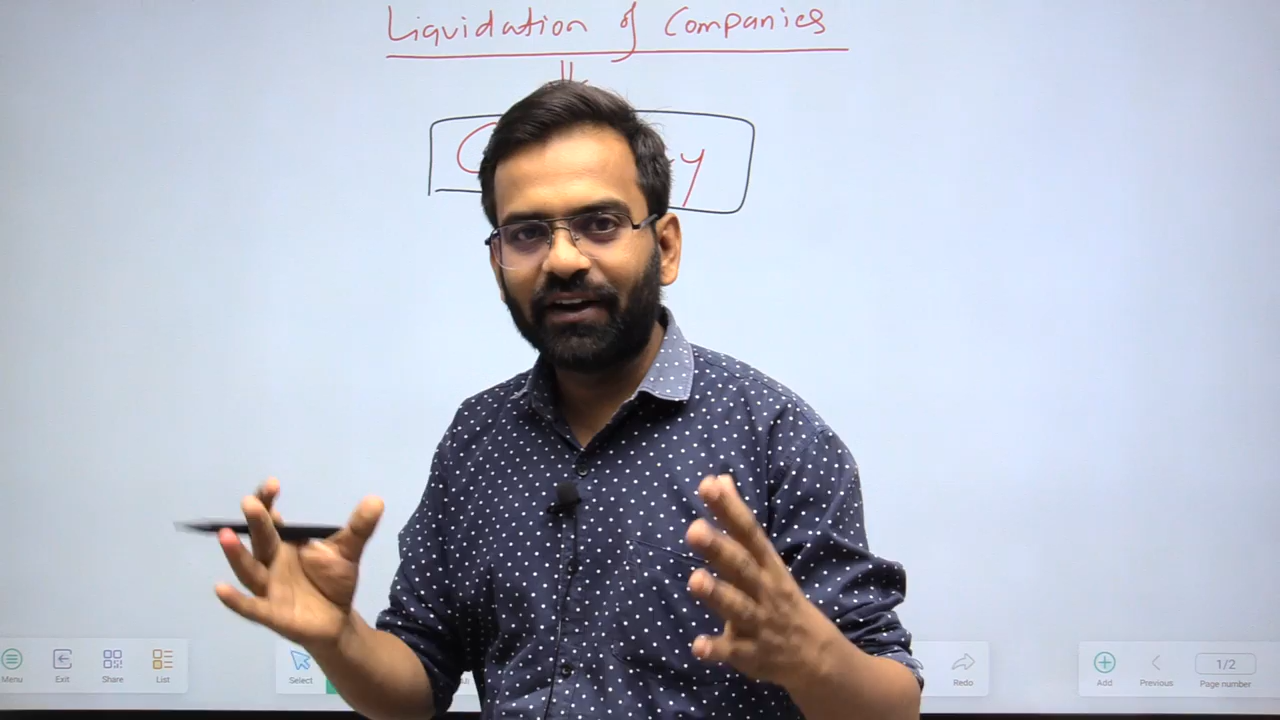 Liquidation of Companies
Menu
Exit
Share
List
Select
Redo
Add
Previous
1/2
Page number